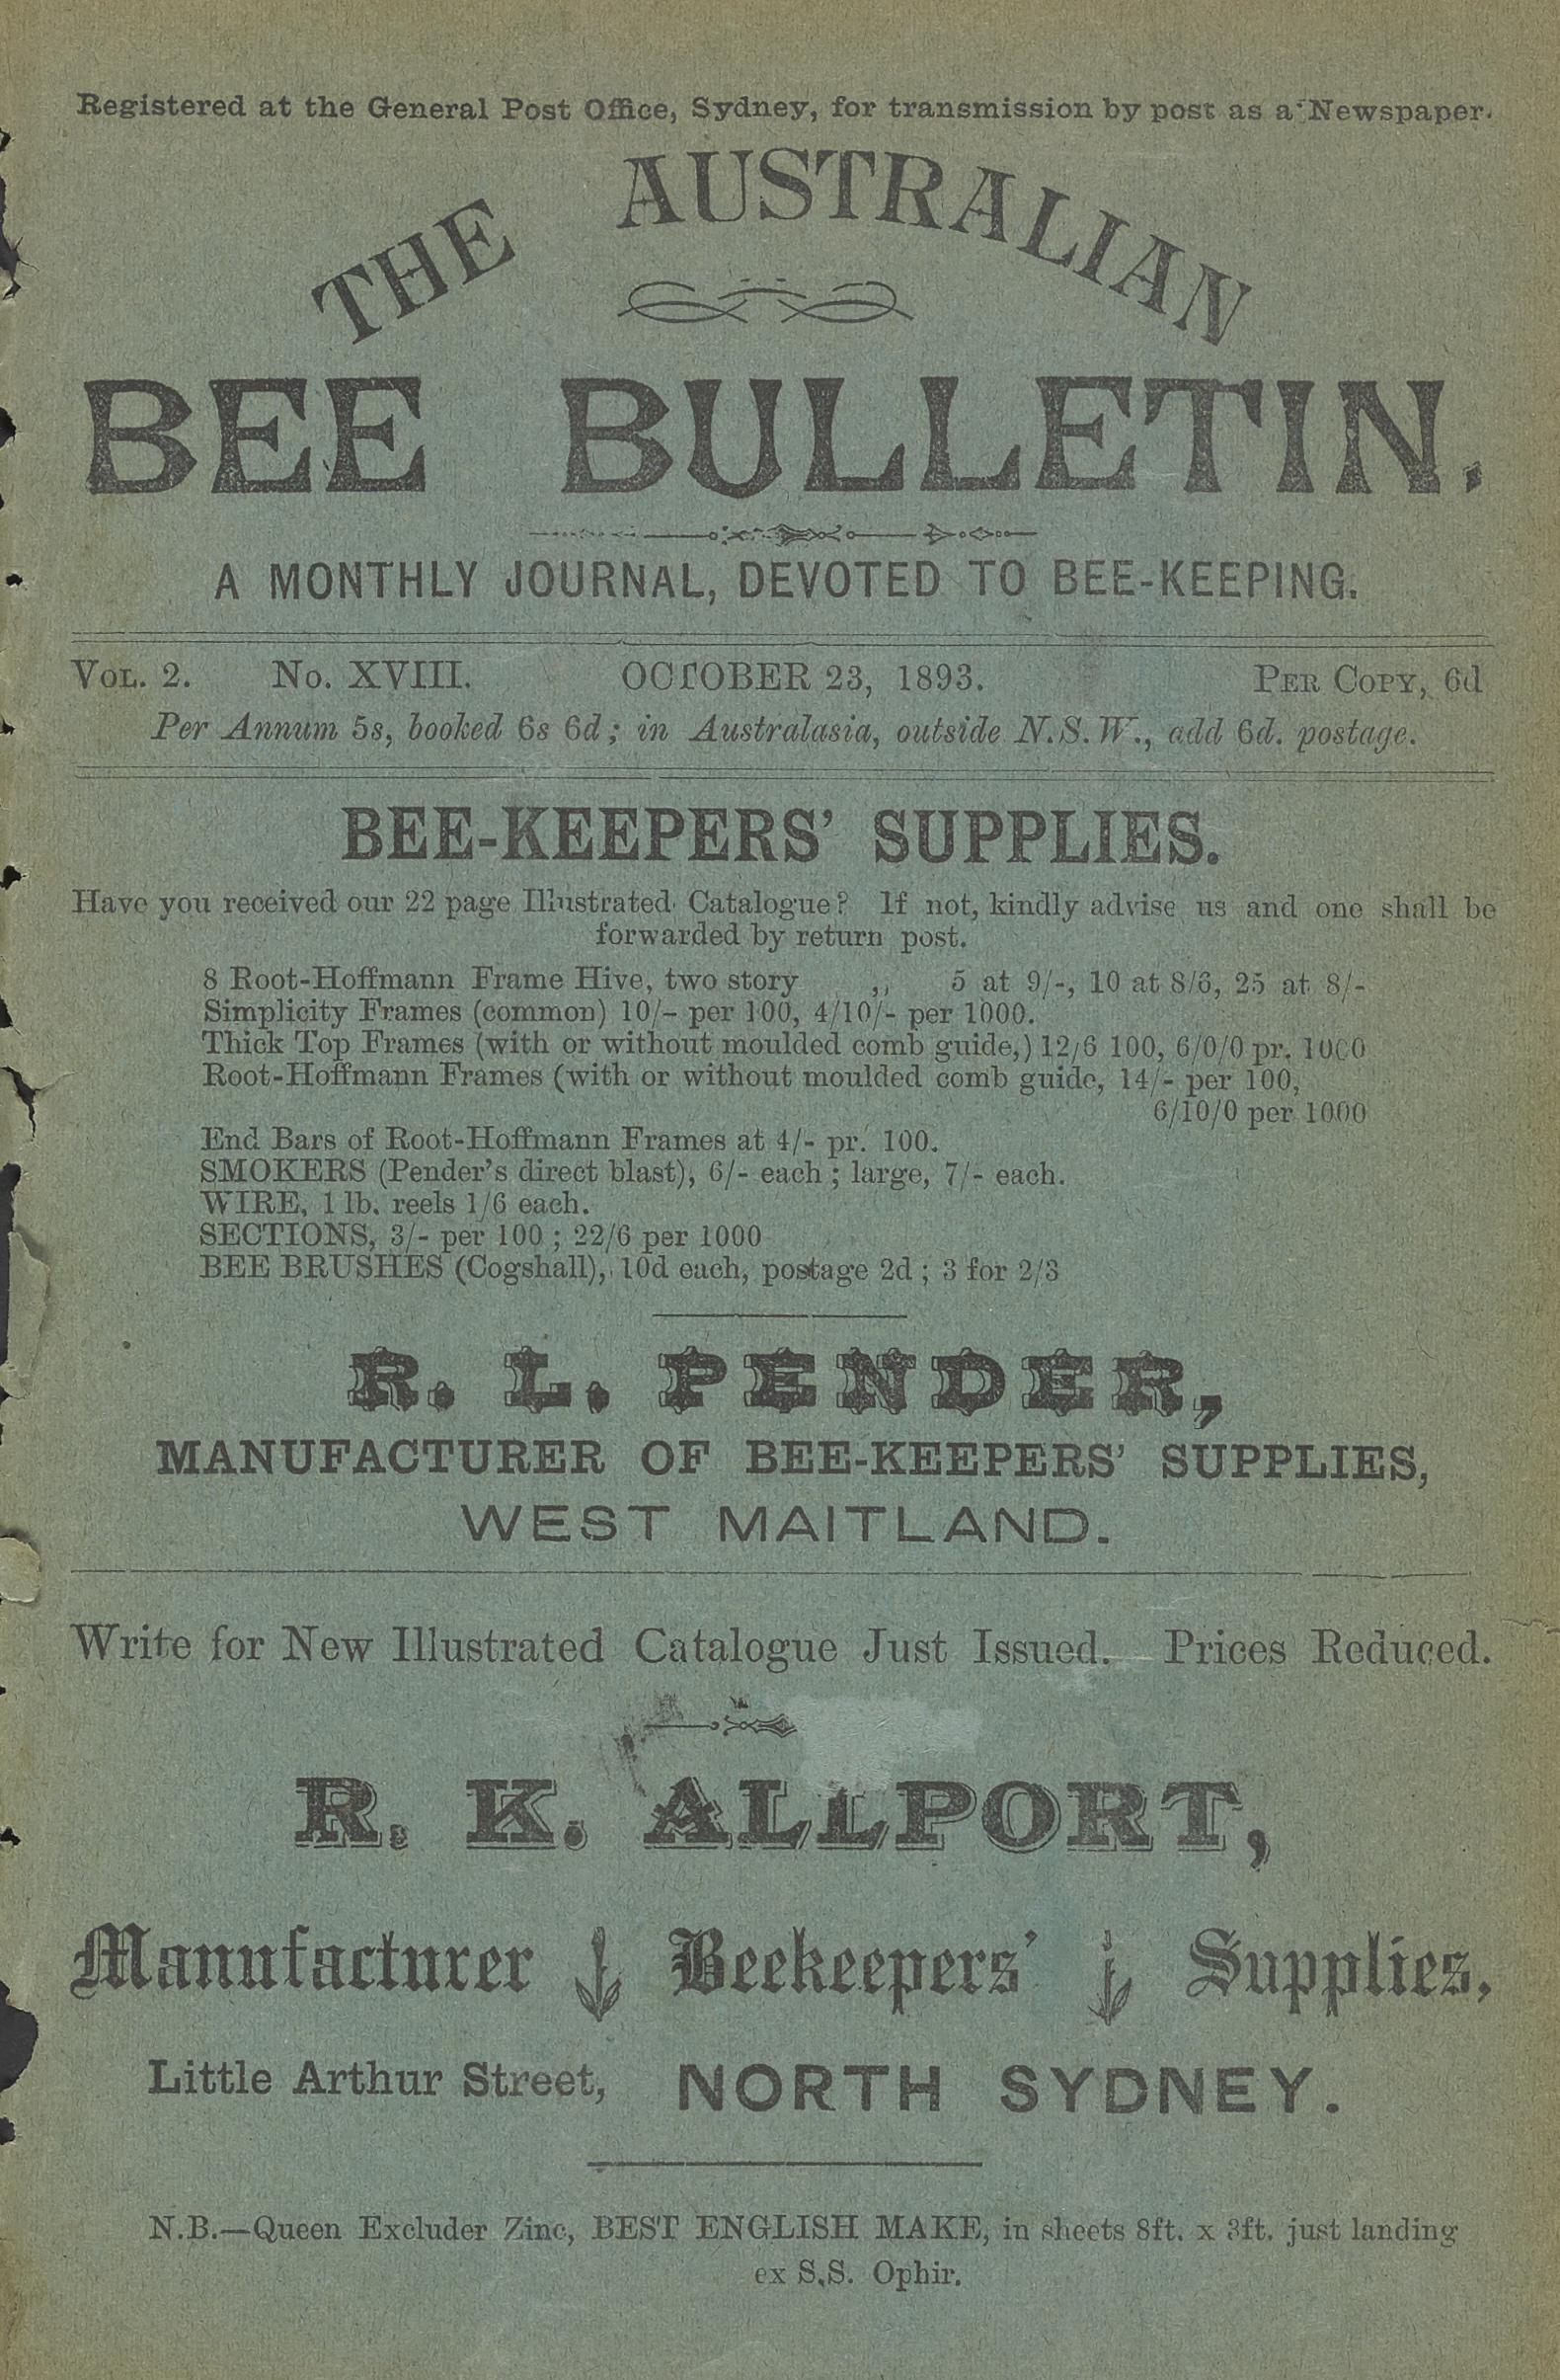 Registered at the General Post Office, Sydney, for transmission by post as a Newspaper.
THE AUSTRALIAN
BEE BULLETIN.
A MONTHLY JOURNAL, DEVOTED TO BEE-KEEPING.
VOL. 2. No. XVIII. OCTOBER 23, 1893. PER COPY, 6d
Per Annum 5s, booked 6s 6d; in Australasia, outside N.S.W., add 6d. postage.
BEE-KEEPERS' SUPPLIES.
Have you received our 22 page Illustrated Catalogue? If not, kindly advise us and one shall be
forwarded by return post.
8 Root-Hoffmann Frame Hive, two story ,, 5 at 9/-, 10 at 8/6, 25 at 8/-
Simplicity Frames (common) 10/- per 100, 4/10/- per 1000.
Thick Top Frames (with or without moulded comb guide,) 12/6 100, 6/0/0 pr. 1000
Root-Hoffmann Frames (with or without moulded comb guide, 14/- per 100,
6/10/0 per 1000
End Bars of Root-Hoffmann Frames at 4/- pr. 100.
SMOKERS (Pender's direct blast), 6/- each; large, 7/- each.
WIRE, 1 lb. reels 1/6 each.
SECTIONS, 3/- per 100; 22/6 per 1000
BEE BRUSHES (Cogshall), 10d each, postage 2d; 3 for 2/3
R. L. PENDER,
MANUFACTURER OF BEE-KEEPERS' SUPPLIES,
WEST MAITLAND.
Write for New Illustrated Catalogue Just Issued. Prices Reduced.
R. K. ALLPORT,
Manufacturer Beekeepers' Supplies,
Little Arthur Street, NORTH SYDNEY.
N.B.—Queen Excluder Zinc, BEST ENGLISH MAKE, in sheets 8ft. x 3ft. just landing
ex S.S. Ophir.